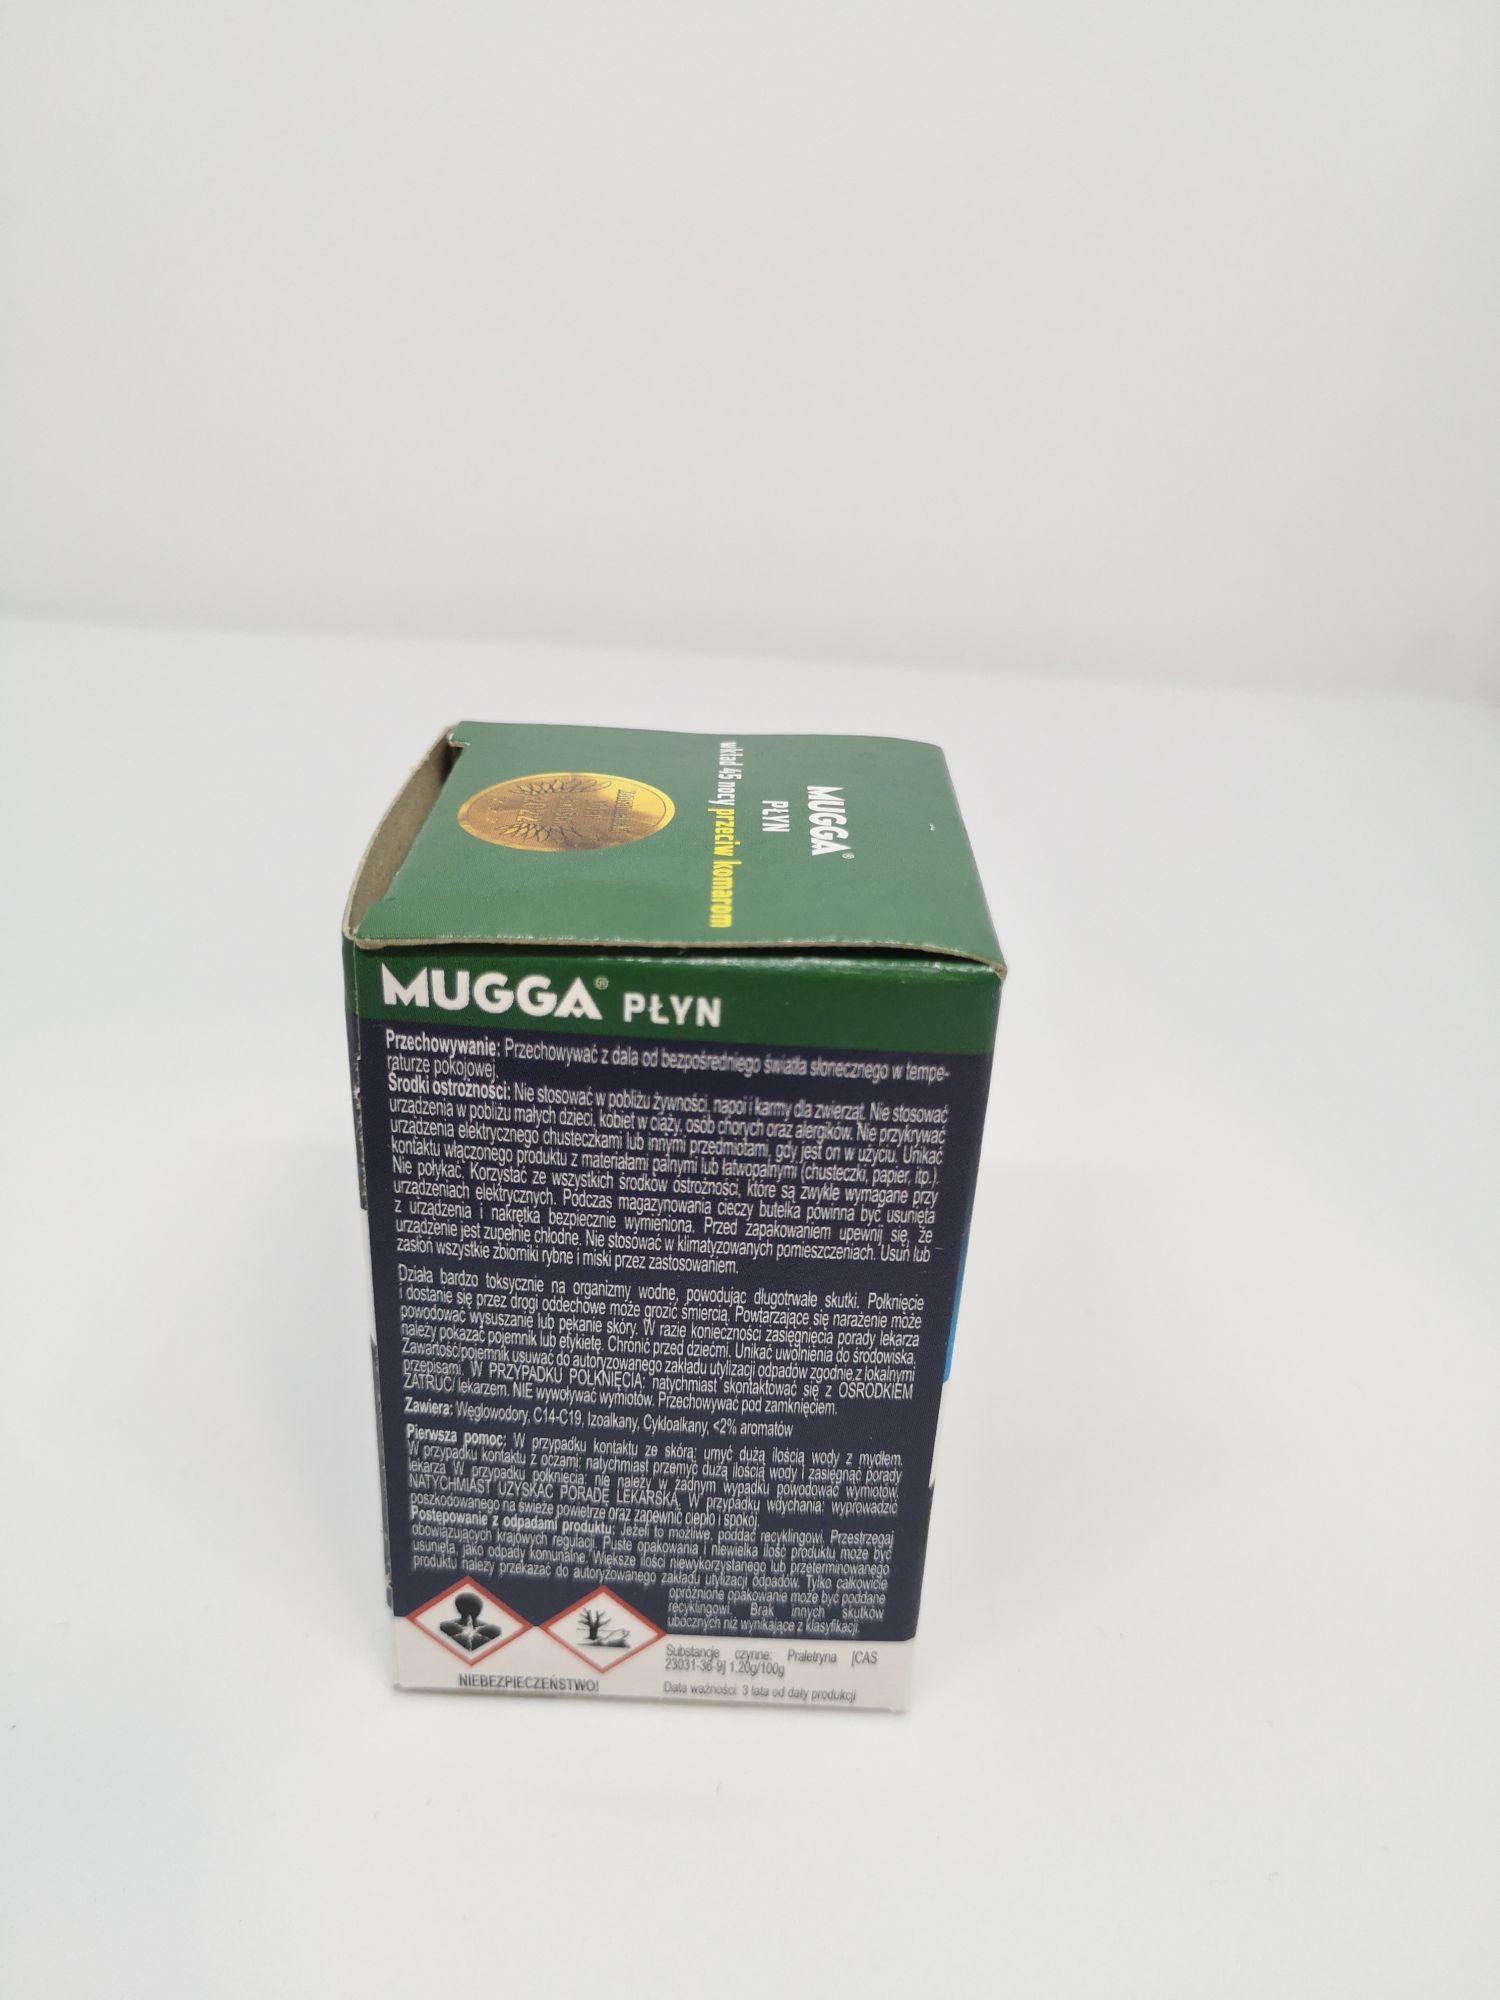 MUGGA®
PŁYN
wkład 45 nocy przeciw komarom
2022
MUGGA® PŁYN
Przechowywanie: Przechowywać z dala od bezpośredniego światła słonecznego w tempe-
raturze pokojowej.
Środki ostrożności: Nie stosować w pobliżu żywności, napoi i karmy dla zwierząt. Nie stosować
urządzenia w pobliżu małych dzieci, kobiet w ciąży, osób chorych oraz alergików. Nie przykrywać
urządzenia elektrycznego chusteczkami lub innymi przedmiotami, gdy jest on w użyciu. Unikać
kontaktu włączonego produktu z materiałami palnymi lub łatwopalnymi (chusteczki, papier, itp.).
Nie połykać. Korzystać ze wszystkich środków ostrożności, które są zwykle wymagane przy
urządzeniach elektrycznych. Podczas magazynowania cieczy butelka powinna być usunięta
z urządzenia i nakrętka bezpiecznie wymieniona. Przed zapakowaniem upewnij się, że
urządzenie jest zupełnie chłodne. Nie stosować w klimatyzowanych pomieszczeniach. Usuń lub
zasłoń wszystkie zbiorniki rybne i miski przez zastosowaniem.
Działa bardzo toksycznie na organizmy wodne, powodując długotrwałe skutki. Połknięcie
i dostanie się przez drogi oddechowe może grozić śmiercią. Powtarzające się narażenie może
powodować wysuszanie lub pękanie skóry. W razie konieczności zasięgnięcia porady lekarza
należy pokazać pojemnik lub etykietę. Chronić przed dziećmi. Unikać uwolnienia do środowiska.
Zawartość/pojemnik usuwać do autoryzowanego zakładu utylizacji odpadów zgodnie z lokalnymi
przepisami. W PRZYPADKU POŁKNIĘCIA: natychmiast skontaktować się z OŚRODKIEM
ZATRUĆ/ lekarzem. NIE wywoływać wymiotów. Przechowywać pod zamknięciem.
Zawiera: Węglowodory, C14-C19, Izoalkany, Cykloalkany, <2% aromatów
Pierwsza pomoc: W przypadku kontaktu ze skórą: umyć dużą ilością wody z mydłem.
W przypadku kontaktu z oczami: natychmiast przemyć dużą ilością wody i zasięgnąć porady
lekarza W przypadku połknięcia: nie należy w żadnym wypadku powodować wymiotów.
NATYCHMIAST UZYSKAĆ PORADĘ LEKARSKĄ. W przypadku wdychania: wyprowadzić
poszkodowanego na świeże powietrze oraz zapewnić ciepło i spokój.
Postępowanie z odpadami produktu: Jeżeli to możliwe, poddać recyklingowi. Przestrzegaj
obowiązujących krajowych regulacji. Puste opakowania i niewielka ilość produktu może być
usunięta, jako odpady komunalne. Większe ilości niewykorzystanego lub przeterminowanego
produktu należy przekazać do autoryzowanego zakładu utylizacji odpadów. Tylko całkowicie
opróżnione opakowanie może być poddane
recyklingowi. Brak innych skutków
ubocznych niż wynikające z klasyfikacji.
Substancje czynne: Praletryna [CAS
23031-36-9] 1.20g/100g
NIEBEZPIECZEŃSTWO!
Data ważności: 3 lata od daty produkcji